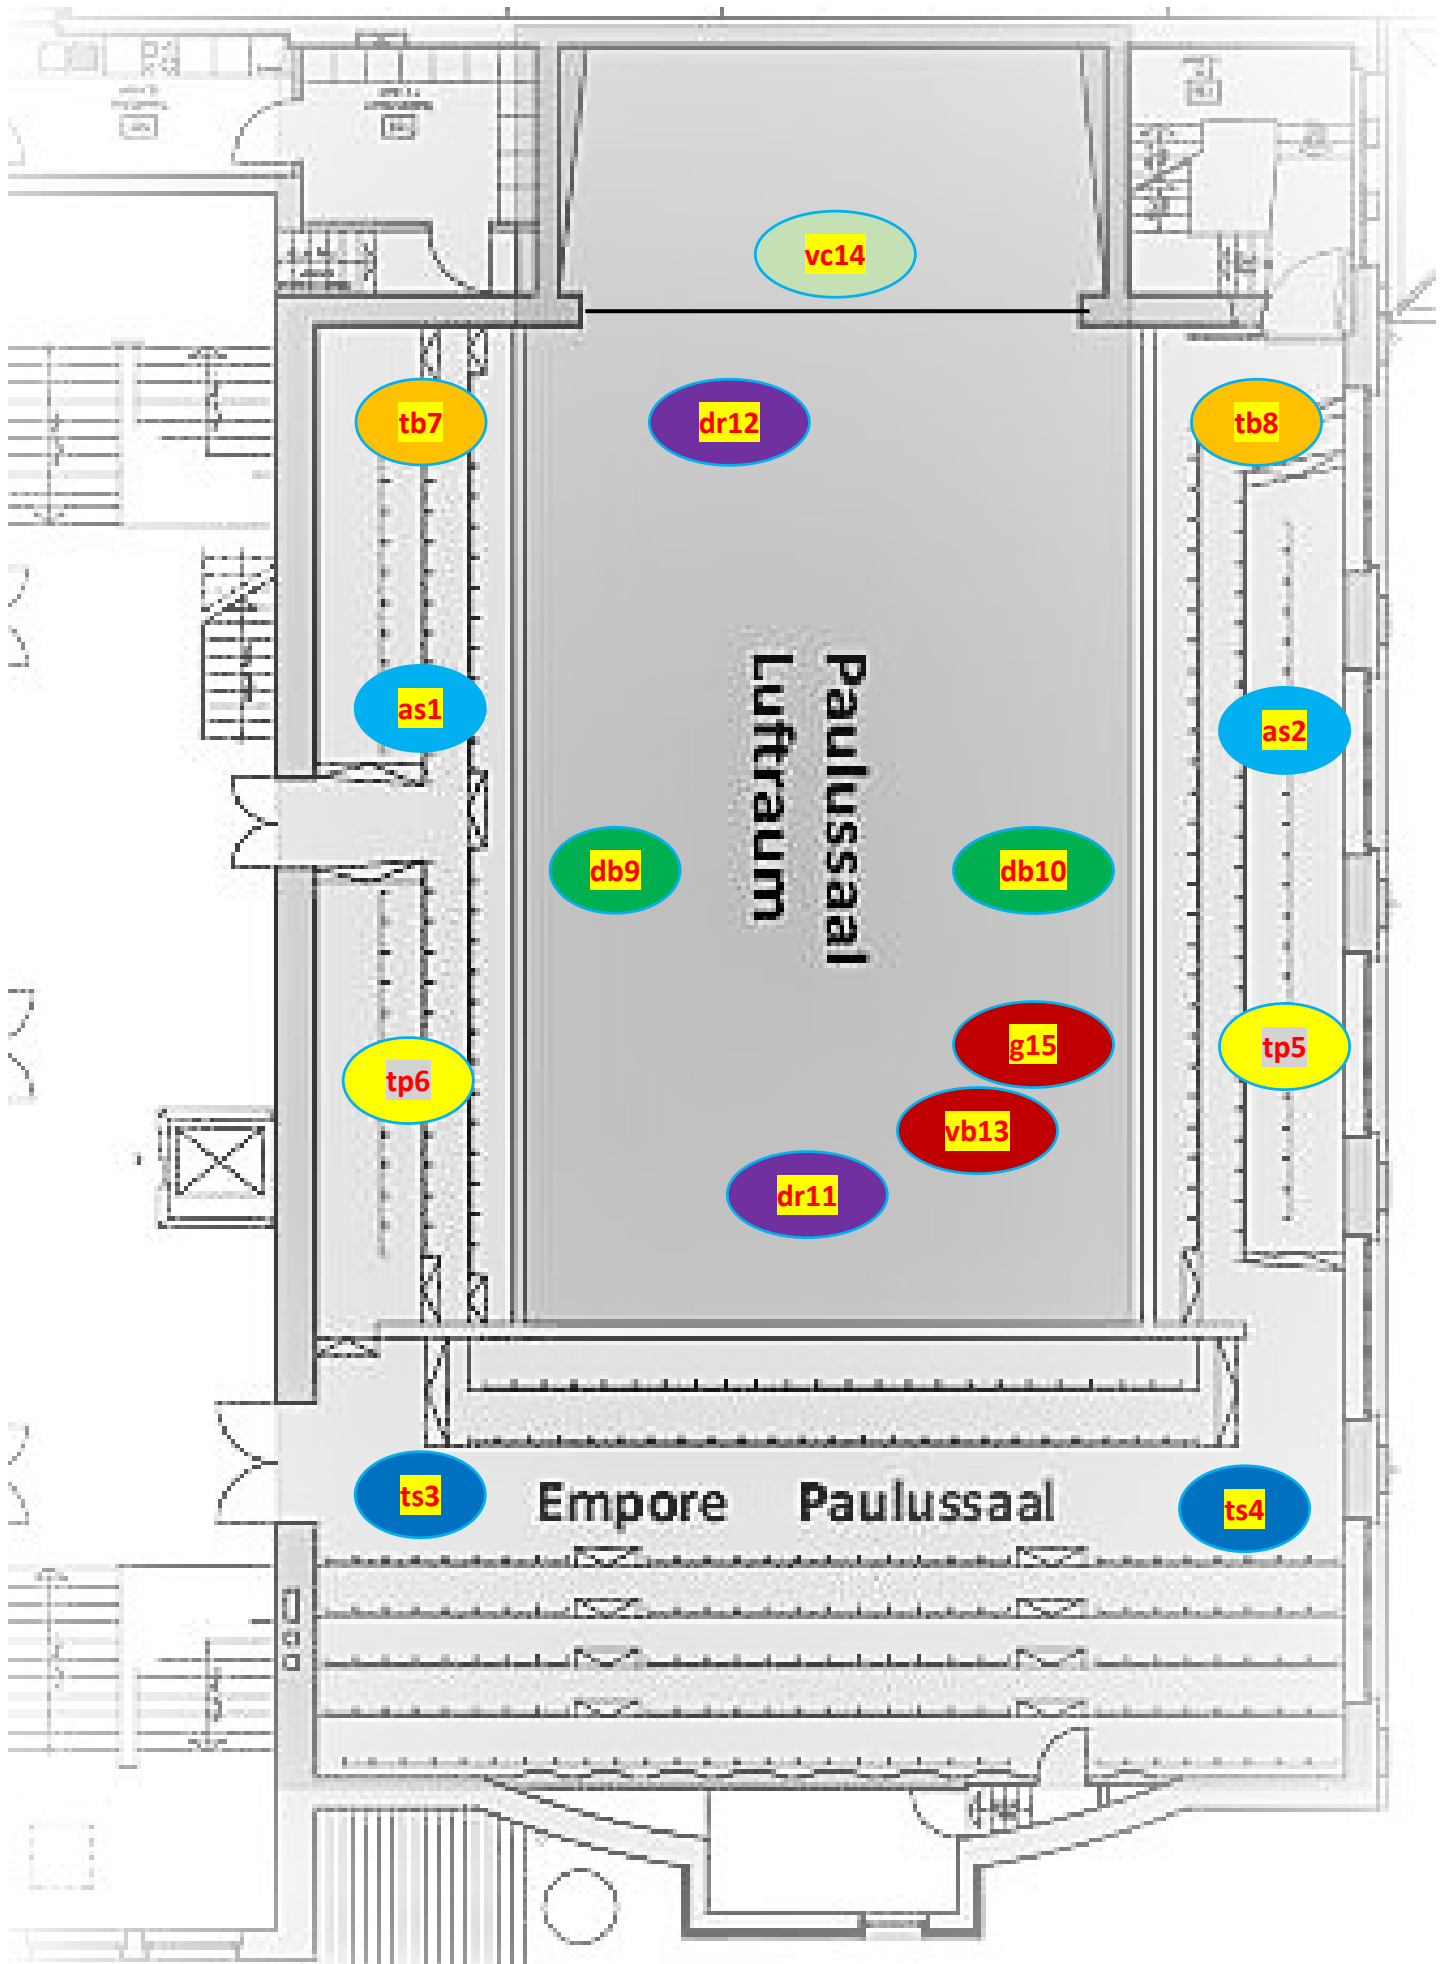 vc14
tb7
dr12
tb8
Paulussaal
Luftraum
as1
as2
db9
db10
g15
tp5
tp6
vb13
dr11
ts3
Empore Paulussaal
ts4